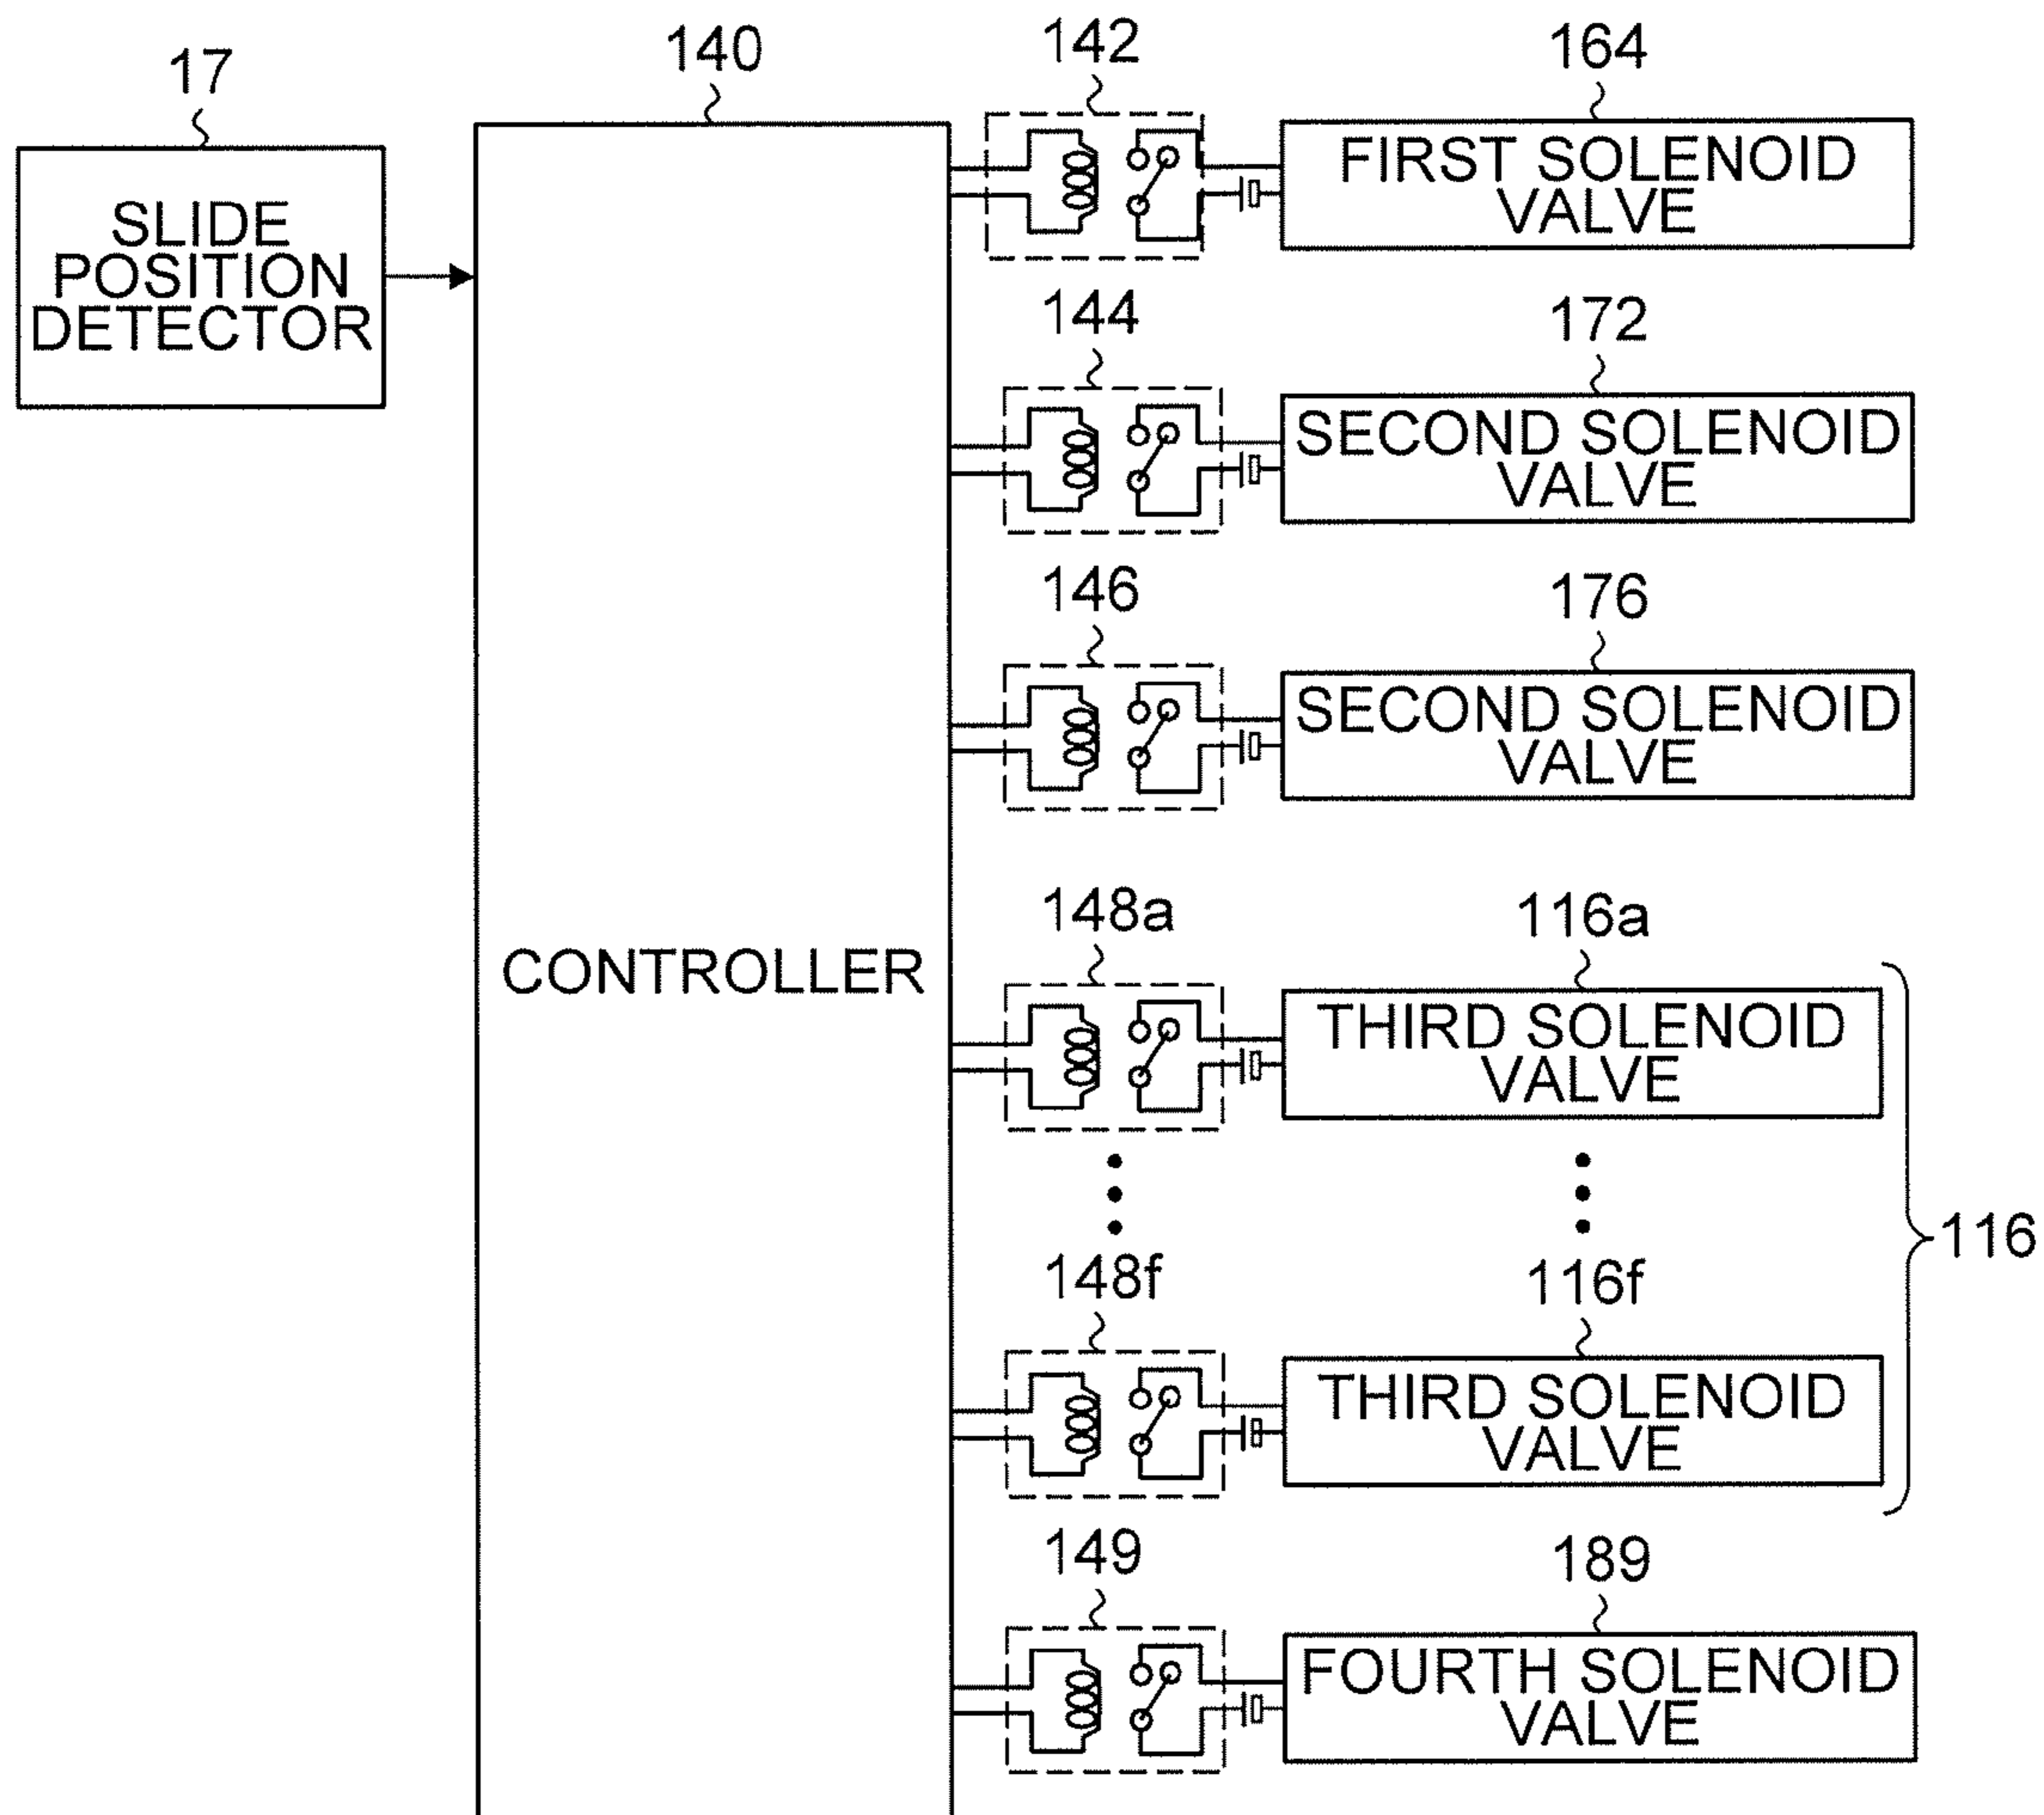 17
SLIDE
POSITION
DETECTOR
140
CONTROLLER
142
164
FIRST SOLENOID
VALVE
144
172
SECOND SOLENOID
VALVE
146
176
SECOND SOLENOID
VALVE
148a
116a
THIRD SOLENOID
VALVE
116
148f
116f
THIRD SOLENOID
VALVE
149
189
FOURTH SOLENOID
VALVE